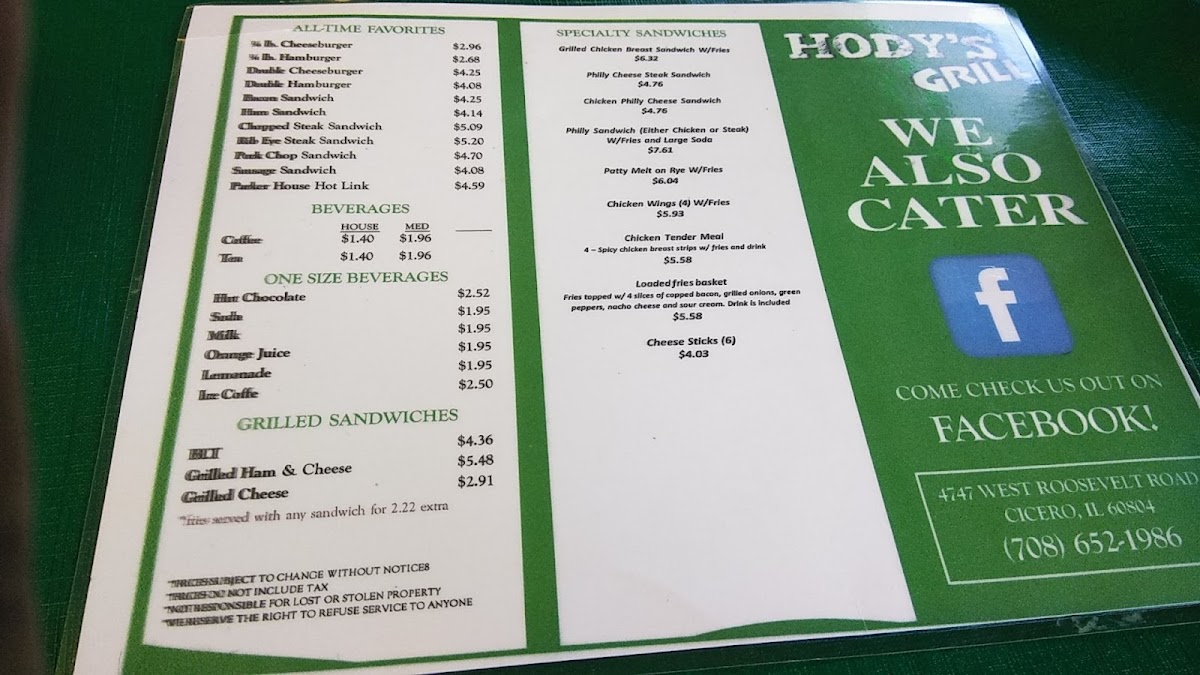 ALL-TIME FAVORITES
¼ lb. Cheeseburger $2.96
¼ lb. Hamburger $2.68
Double Cheeseburger $4.25
Double Hamburger $4.08
Bacon Sandwich $4.25
Ham Sandwich $4.14
Chopped Steak Sandwich $5.09
Rib Eye Steak Sandwich $5.20
Pork Chop Sandwich $4.70
Sausage Sandwich $4.08
Parker House Hot Link $4.59
BEVERAGES
HOUSE MED
Coffee $1.40 $1.96
Tea $1.40 $1.96
ONE SIZE BEVERAGES
Hot Chocolate $2.52
Soda $1.95
Milk $1.95
Orange Juice $1.95
Lemonade $1.95
Ice Coffe $2.50
GRILLED SANDWICHES
BLT $4.36
Grilled Ham & Cheese $5.48
Grilled Cheese $2.91
*fries served with any sandwich for 2.22 extra
*PRICES SUBJECT TO CHANGE WITHOUT NOTICE8
*PRICES DO NOT INCLUDE TAX
*NOT RESPONSIBLE FOR LOST OR STOLEN PROPERTY
*WE RESERVE THE RIGHT TO REFUSE SERVICE TO ANYONE
SPECIALTY SANDWICHES
Grilled Chicken Breast Sandwich W/Fries
$6.32
Philly Cheese Steak Sandwich
$4.76
Chicken Philly Cheese Sandwich
$4.76
Philly Sandwich (Either Chicken or Steak)
W/Fries and Large Soda
$7.61
Patty Melt on Rye W/Fries
$6.04
Chicken Wings (4) W/Fries
$5.93
Chicken Tender Meal
4 – Spicy chicken breast strips w/ fries and drink
$5.58
Loaded fries basket
Fries topped w/ 4 slices of copped bacon, grilled onions, green
peppers, nacho cheese and sour cream. Drink is included
$5.58
Cheese Sticks (6)
$4.03
HODY'S
GRILL
WE
ALSO
CATER
f
COME CHECK US OUT ON
FACEBOOK!
4747 WEST ROOSEVELT ROAD
CICERO, IL 60804
(708) 652-1986